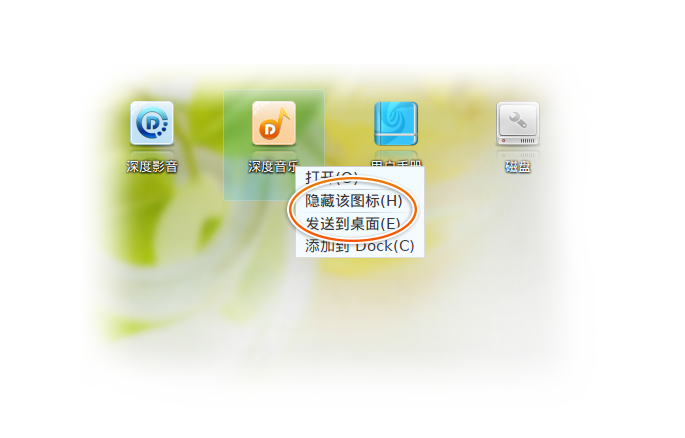 深度影音
深度音乐
用户手册
磁盘
打开(O)
隐藏该图标(H)
发送到桌面(E)
添加到 Dock(C)